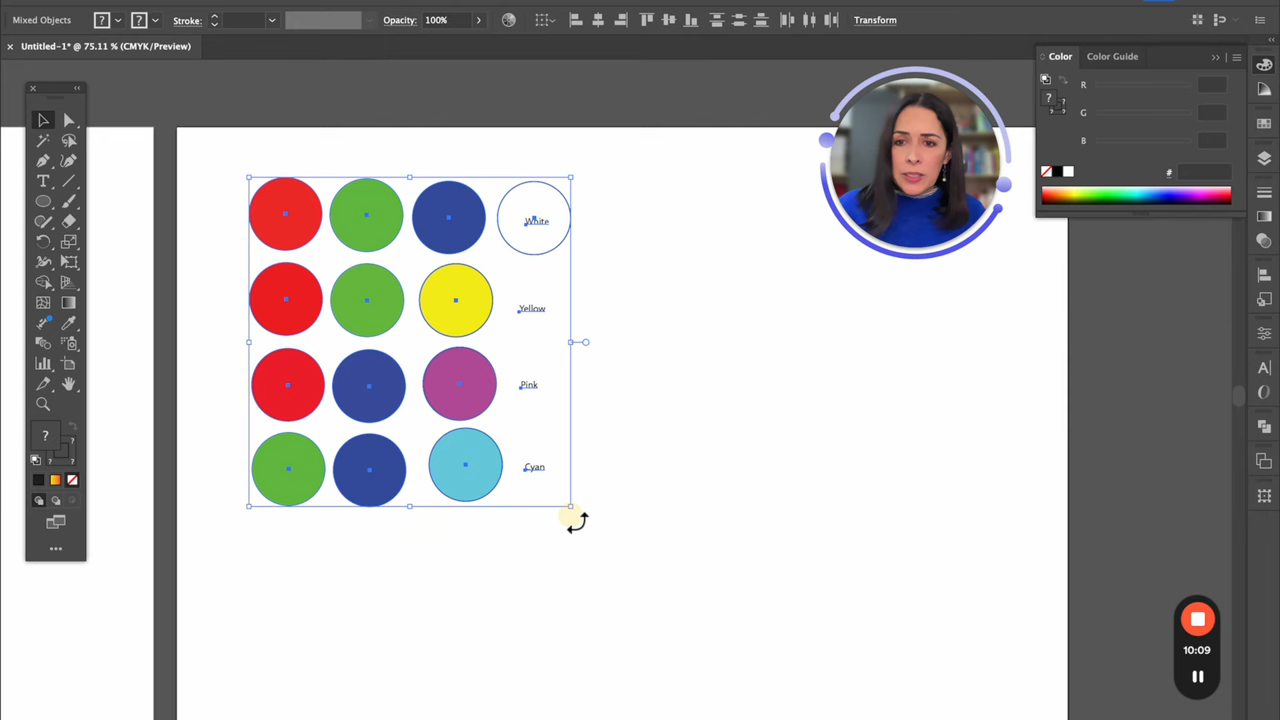 Mixed Objects ? ? Stroke: Opacity: 100% Transform
Untitled-1* @ 75.11 % (CMYK/Preview)
Color Color Guide
? ? R
G
B
#
White
Yellow
Pink
Cyan
T
?
?
? ?
A
10:09